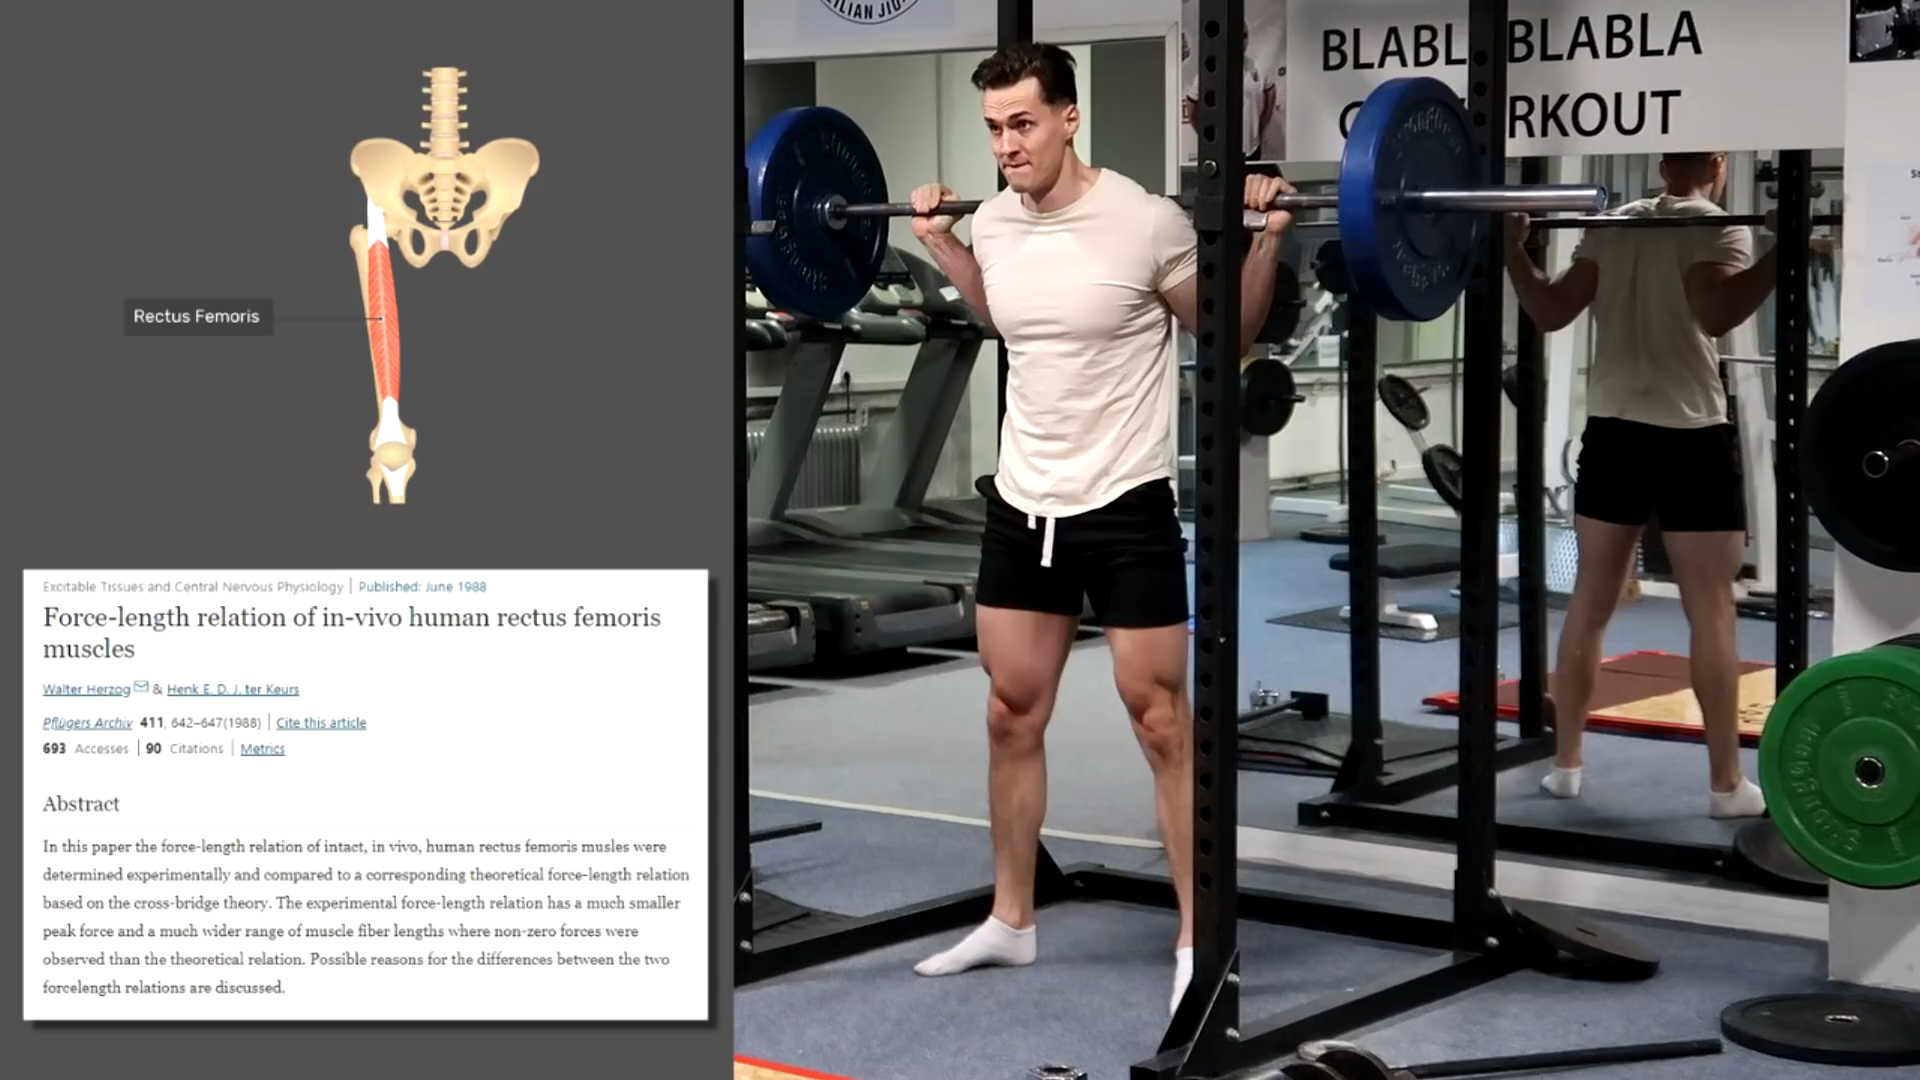 Rectus Femoris
Excitable Tissues and Central Nervous Physiology | Published: June 1988
Force-length relation of in-vivo human rectus femoris
muscles
Walter Herzog & Henk E. D. J. ter Keurs
Pflügers Archiv 411, 642–647(1988) | Cite this article
693 Accesses | 90 Citations | Metrics
Abstract
In this paper the force-length relation of intact, in vivo, human rectus femoris musles were
determined experimentally and compared to a corresponding theoretical force-length relation
based on the cross-bridge theory. The experimental force-length relation has a much smaller
peak force and a much wider range of muscle fiber lengths where non-zero forces were
observed than the theoretical relation. Possible reasons for the differences between the two
forcelength relations are discussed.
ILIAN JIU
BLABL BLABLA
RKOUT